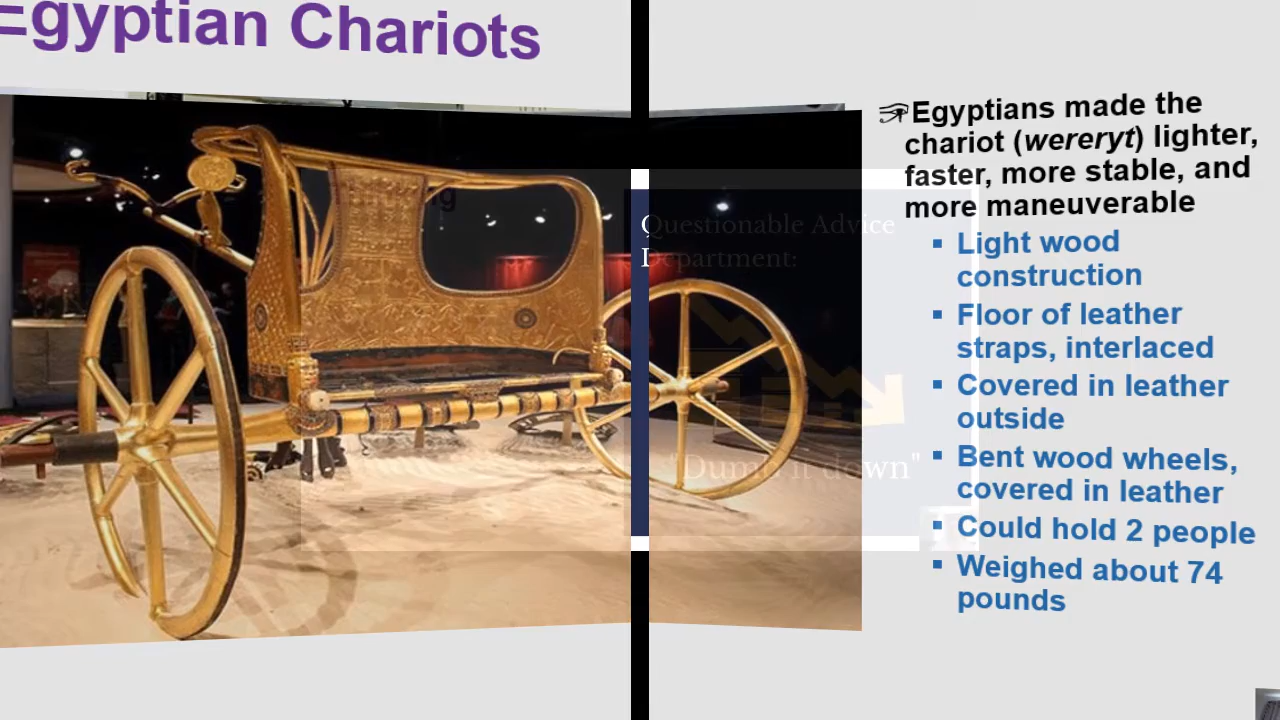 Egyptian Chariots
Egyptians made the
chariot (wereryt) lighter,
faster, more stable, and
more maneuverable
Light wood
construction
Floor of leather
straps, interlaced
Covered in leather
outside
Bent wood wheels,
covered in leather
Could hold 2 people
Weighed about 74
pounds
Questionable Advice
Department:
"Dumb it down"